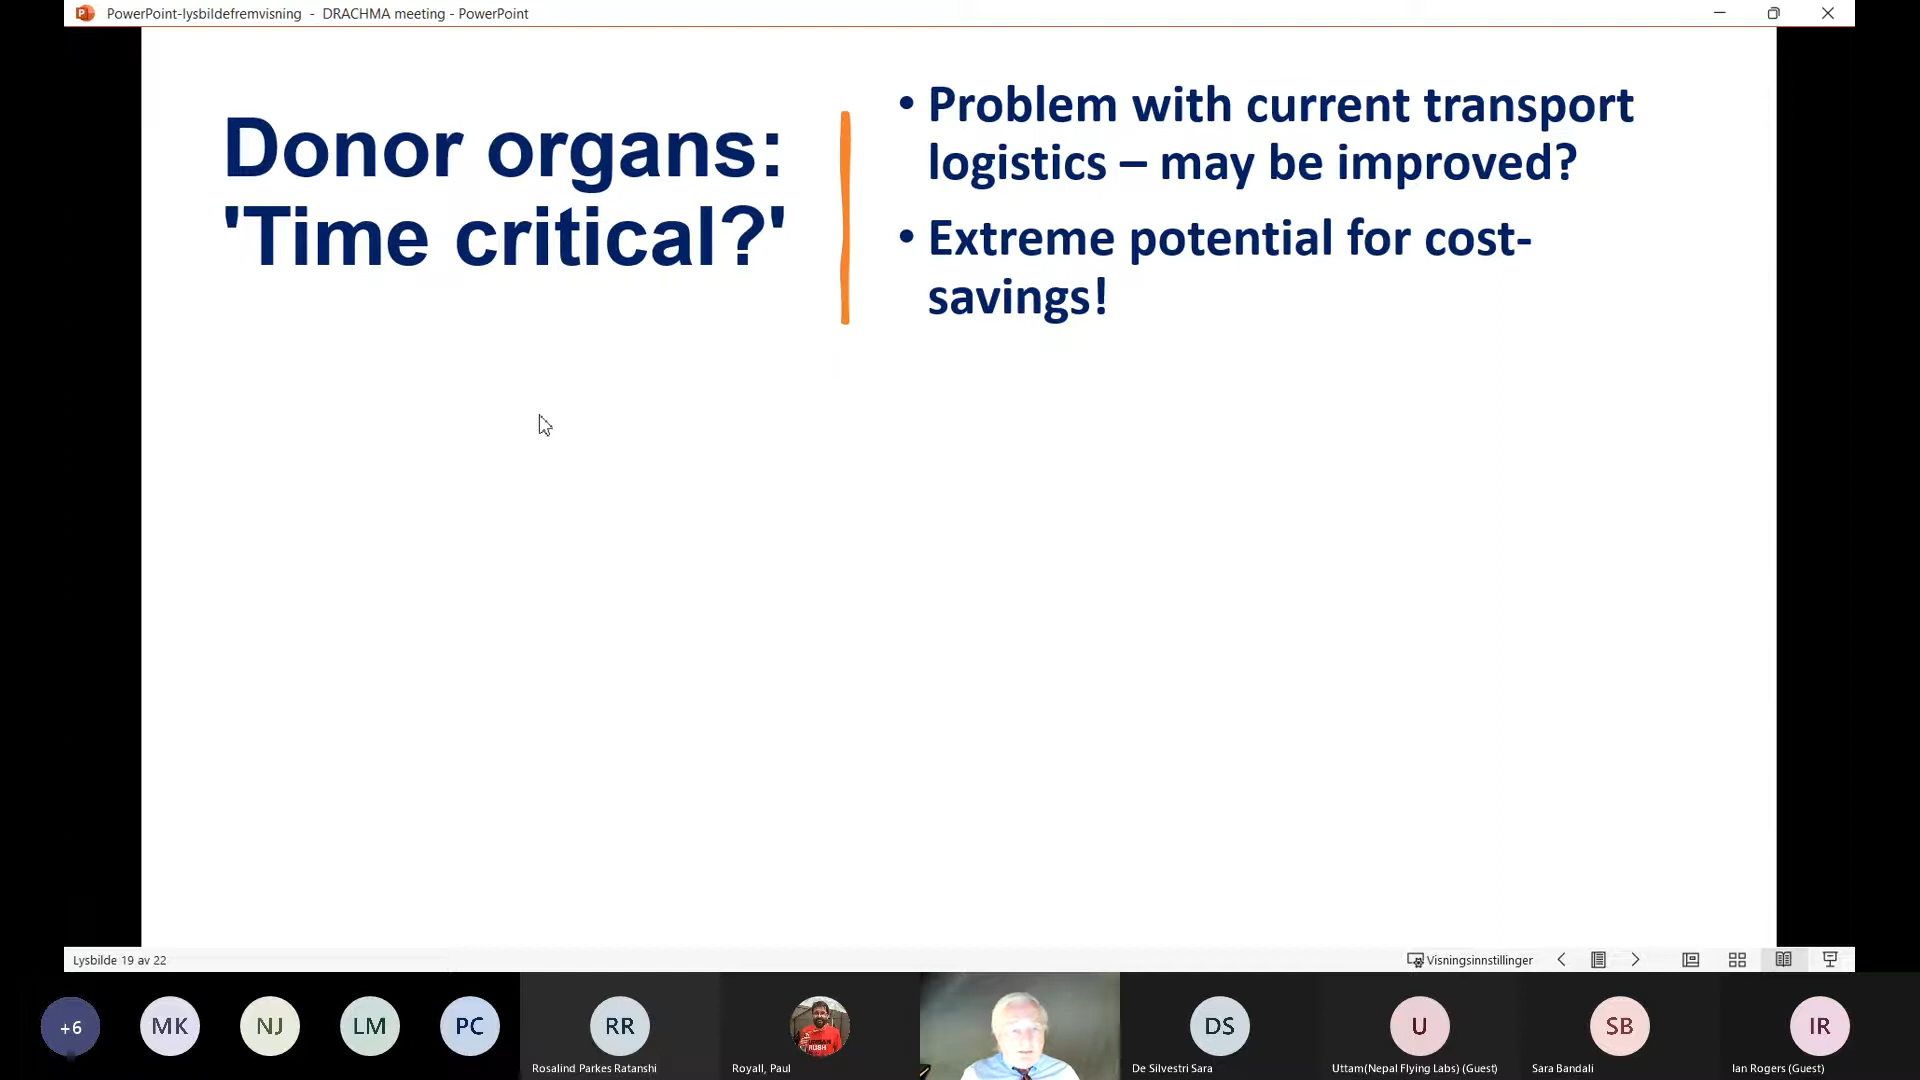 PowerPoint-lysbildefremvisning - DRACHMA meeting - PowerPoint
Donor organs:
'Time critical?'
• Problem with current transport
logistics – may be improved?
• Extreme potential for cost-
savings!
Lysbilde 19 av 22
Visningsinnstillinger
+6
MK
NJ
LM
PC
RR
DS
U
SB
IR
Rosalind Parkes Ratanshi
Royall, Paul
De Silvestri Sara
Uttam(Nepal Flying Labs) (Guest)
Sara Bandali
Ian Rogers (Guest)